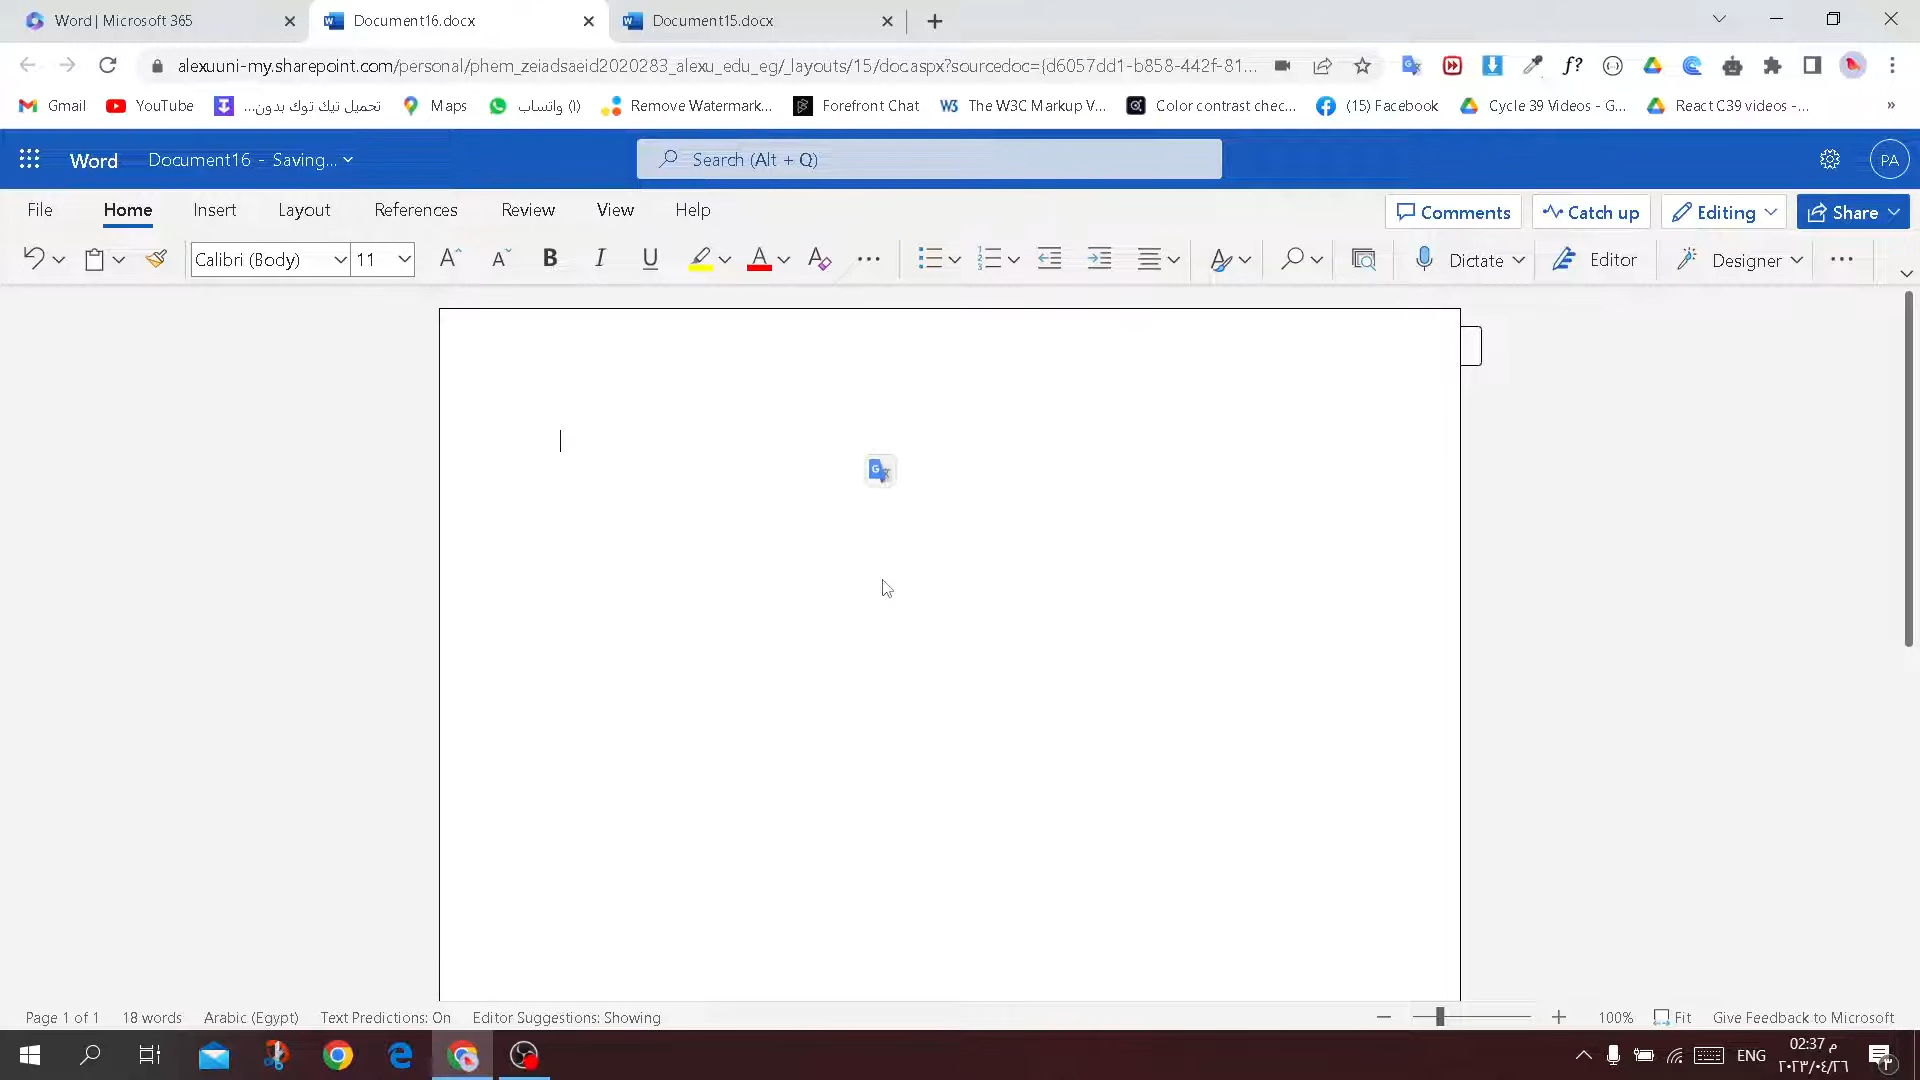 Word | Microsoft 365
Document16.docx
Document15.docx
alexuuni-my.sharepoint.com/personal/phem_zeiadsaeid2020283_alexu_edu_eg/_layouts/15/doc.aspx?sourcedoc={d6057dd1-b858-442f-81...
f?
Gmail
YouTube
تحميل تيك توك بدون...
Maps
(١) واتساب
Remove Watermark...
Forefront Chat
The W3C Markup V...
Color contrast chec...
(15) Facebook
Cycle 39 Videos - G...
React C39 videos -...
»
Word
Document16 - Saving...
Search (Alt + Q)
PA
File
Home
Insert
Layout
References
Review
View
Help
Comments
Catch up
Editing
Share
Calibri (Body)
11
B
I
U
Dictate
Editor
Designer
Page 1 of 1
18 words
Arabic (Egypt)
Text Predictions: On
Editor Suggestions: Showing
100%
Fit
Give Feedback to Microsoft
ENG
02:37 م
٢٠٢٣/٠٤/٢٦
٣